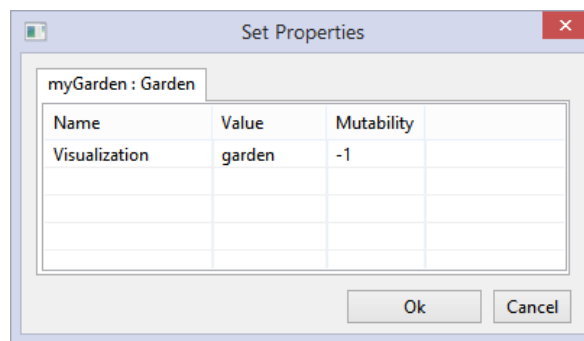 Set Properties
myGarden : Garden
Name Value Mutability
Visualization garden -1
Ok Cancel